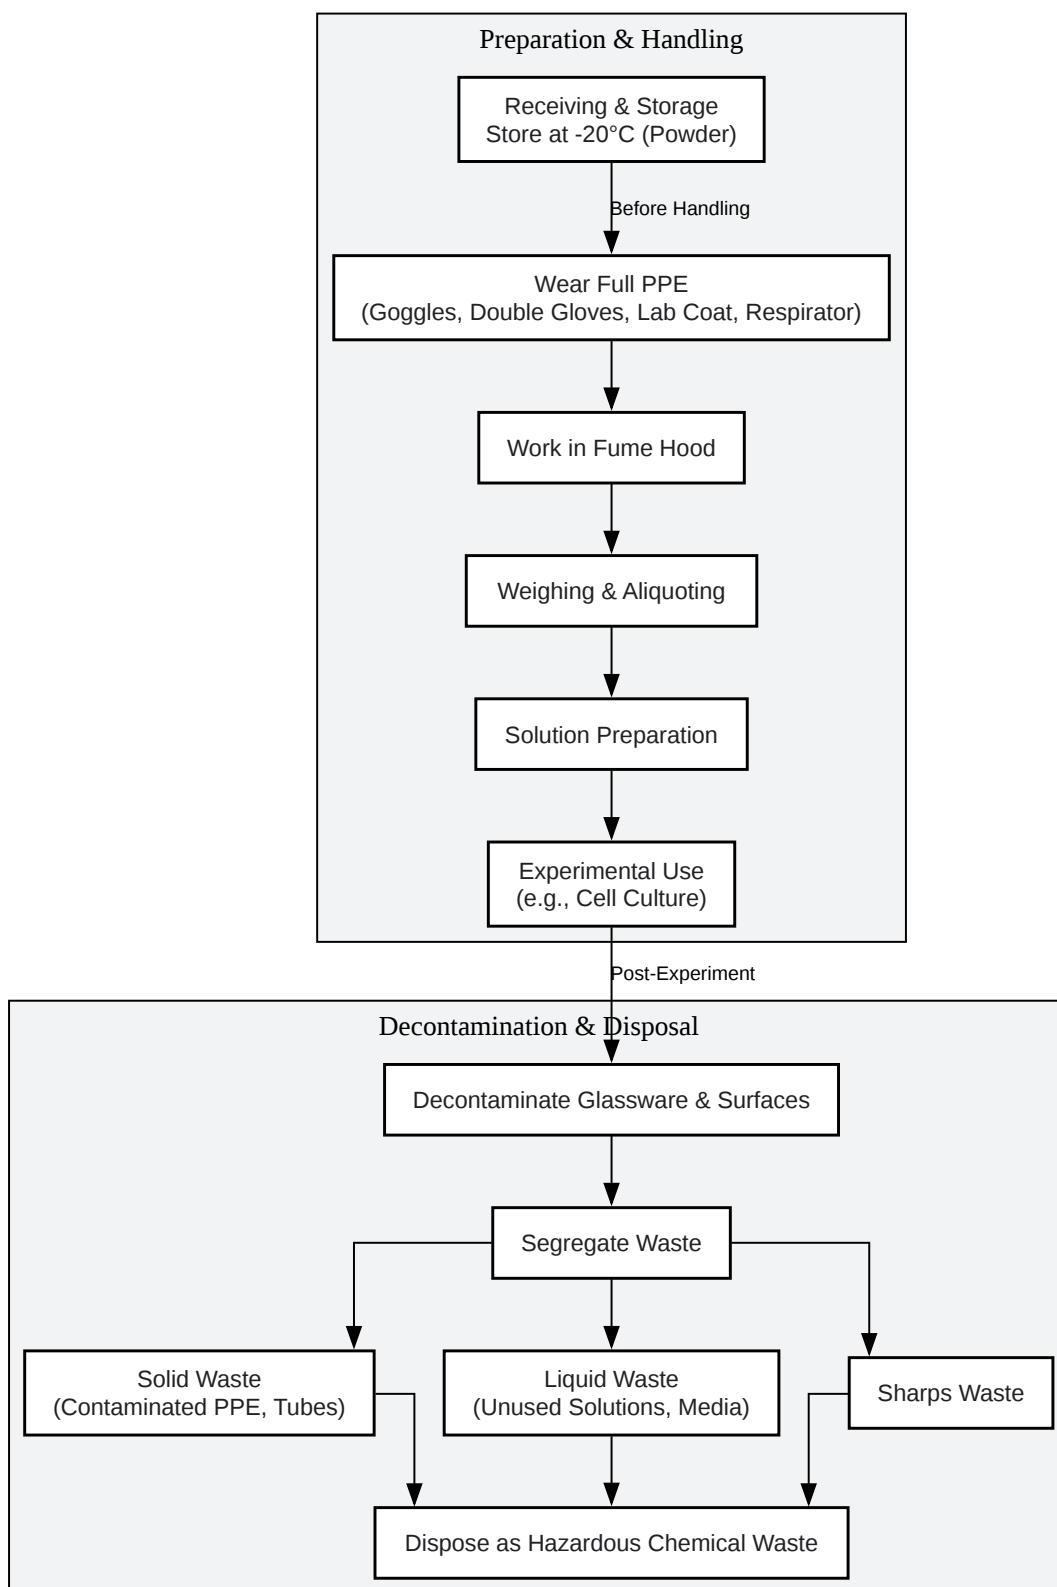 Preparation & Handling
Receiving & Storage
Store at -20°C (Powder)
Before Handling
Wear Full PPE
(Goggles, Double Gloves, Lab Coat, Respirator)
Work in Fume Hood
Weighing & Aliquoting
Solution Preparation
Experimental Use
(e.g., Cell Culture)
Post-Experiment
Decontamination & Disposal
Decontaminate Glassware & Surfaces
Segregate Waste
Solid Waste
(Contaminated PPE, Tubes)
Liquid Waste
(Unused Solutions, Media)
Sharps Waste
Dispose as Hazardous Chemical Waste